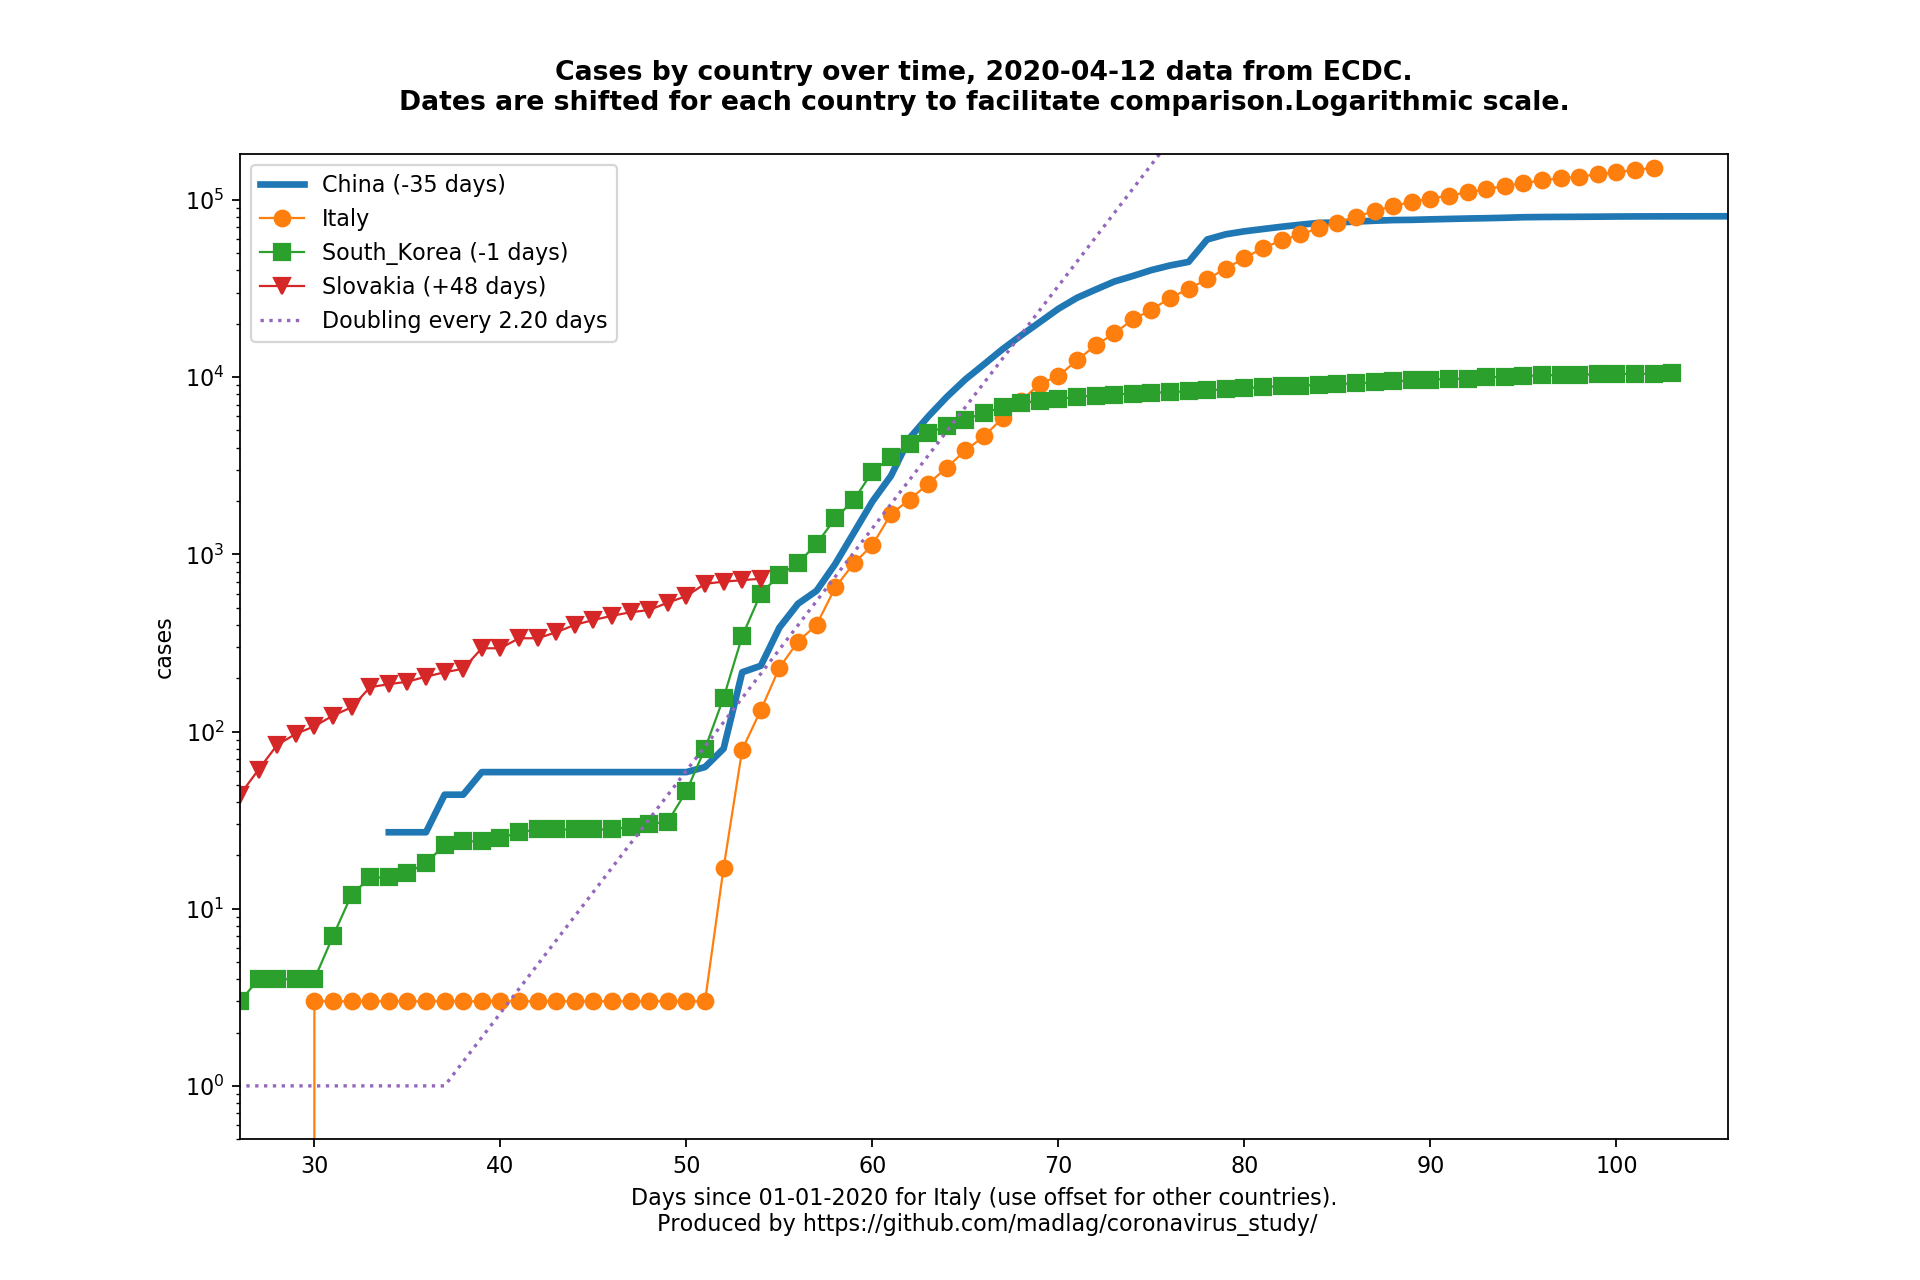 Cases by country over time, 2020-04-12 data from ECDC.
Dates are shifted for each country to facilitate comparison.Logarithmic scale.
China (-35 days)
Italy
South_Korea (-1 days)
Slovakia (+48 days)
Doubling every 2.20 days
10⁵
10⁴
10³
10²
10¹
10⁰
cases
30 40 50 60 70 80 90 100
Days since 01-01-2020 for Italy (use offset for other countries).
Produced by https://github.com/madlag/coronavirus_study/